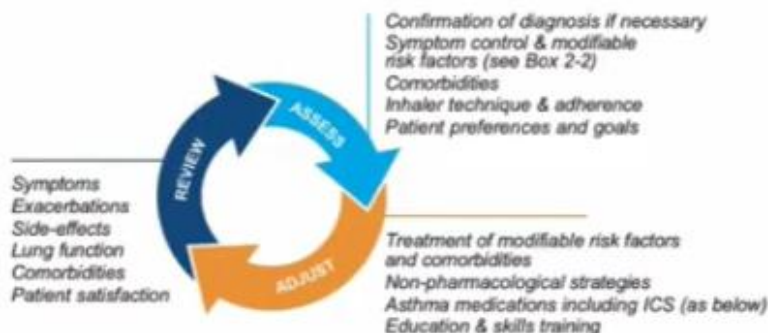 Confirmation of diagnosis if necessary
Symptom control & modifiable
risk factors (see Box 2-2)
Comorbidities
Inhaler technique & adherence
Patient preferences and goals
ASSESS
REVIEW
Symptoms
Exacerbations
Side-effects
Lung function
Comorbidities
Patient satisfaction
ADJUST
Treatment of modifiable risk factors
and comorbidities
Non-pharmacological strategies
Asthma medications including ICS (as below)
Education & skills training